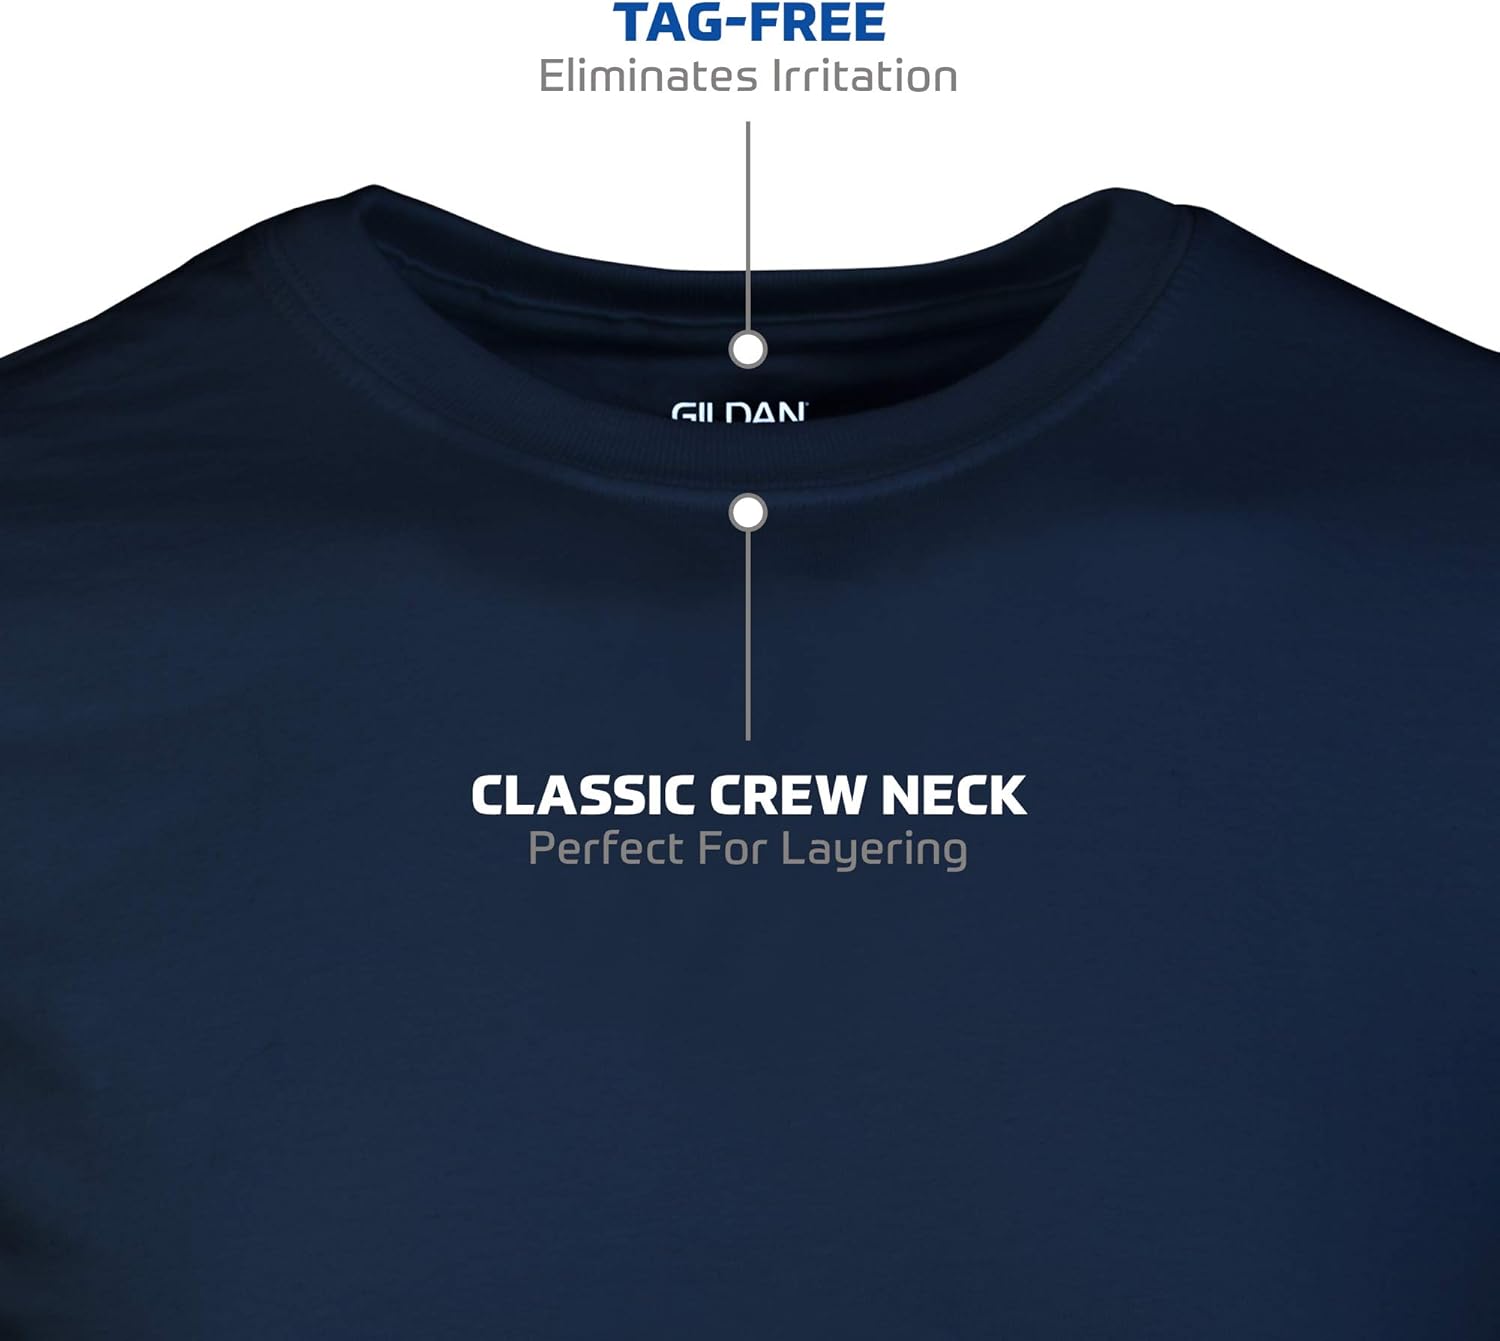 TAG-FREE
Eliminates Irritation
GILDAN
CLASSIC CREW NECK
Perfect For Layering